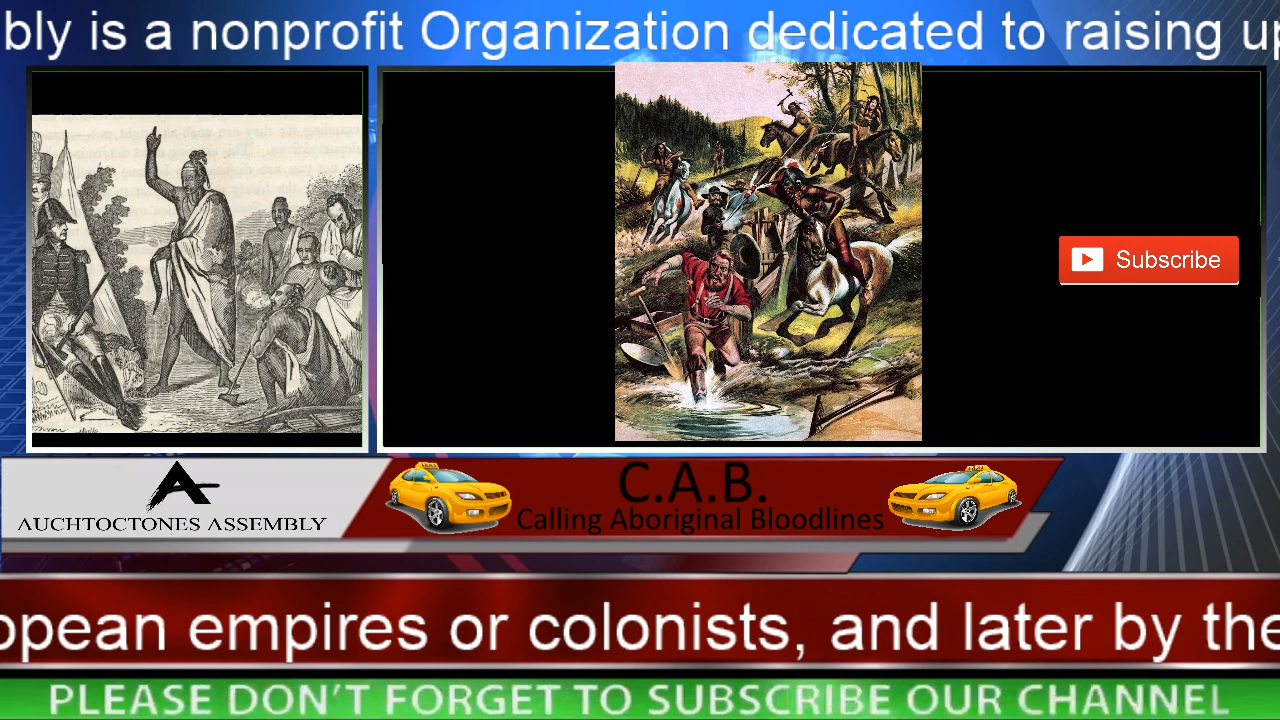 bly is a nonprofit Organization dedicated to raising up
Subscribe
C.A.B.
AUCHTOCTONES ASSEMBLY
Calling Aboriginal Bloodlines
opean empires or colonists, and later by the
PLEASE DON'T FORGET TO SUBSCRIBE OUR CHANNEL